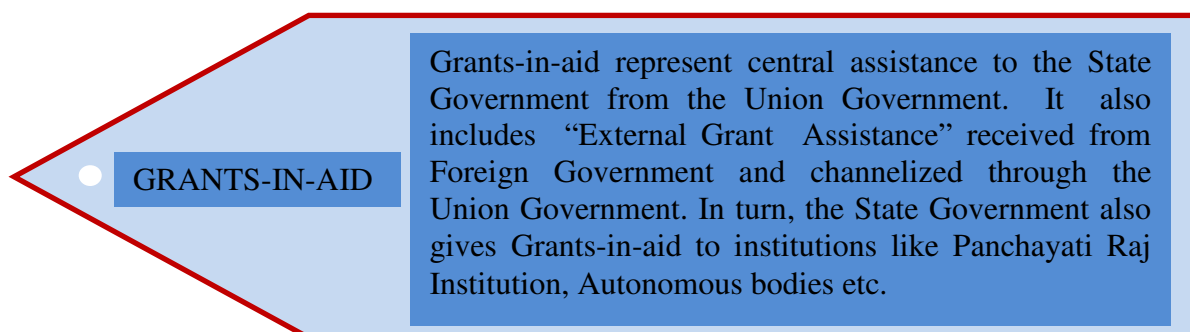 GRANTS-IN-AID
Grants-in-aid represent central assistance to the State
Government from the Union Government. It also
includes “External Grant Assistance” received from
Foreign Government and channelized through the
Union Government. In turn, the State Government also
gives Grants-in-aid to institutions like Panchayati Raj
Institution, Autonomous bodies etc.